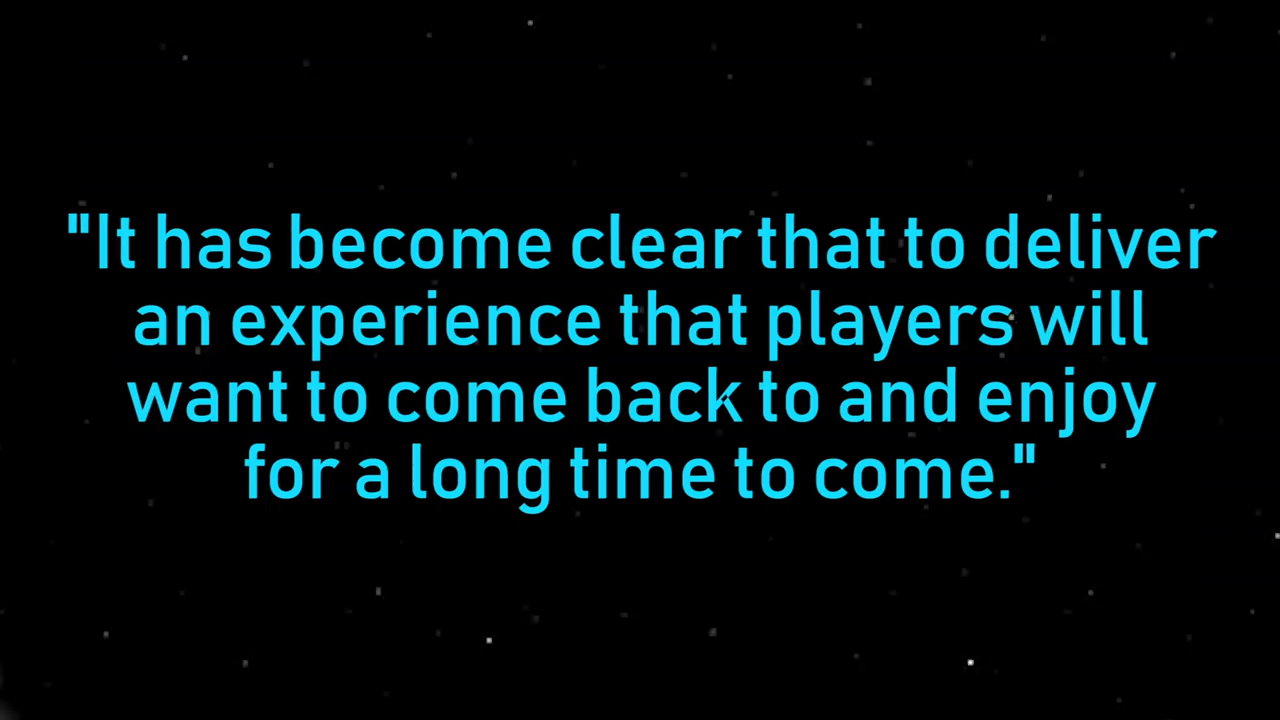 "It has become clear that to deliver
an experience that players will
want to come back to and enjoy
for a long time to come."